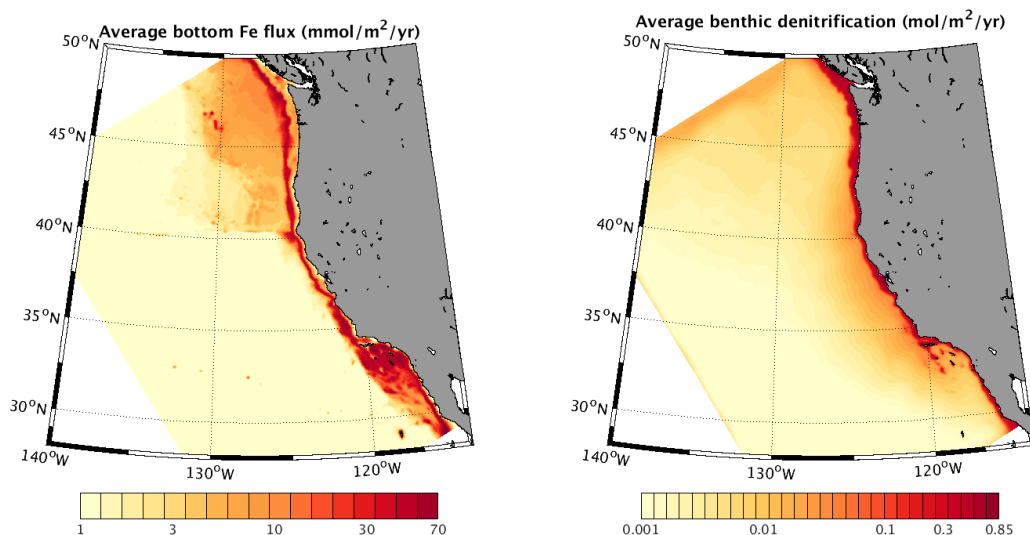 Average bottom Fe flux (mmol/m²/yr)
50°N
45°N
40°N
35°N
30°N
140°W
130°W
120°W
1 3 10 30 70
Average benthic denitrification (mol/m²/yr)
50°N
45°N
40°N
35°N
30°N
140°W
130°W
120°W
0.001 0.01 0.1 0.3 0.85